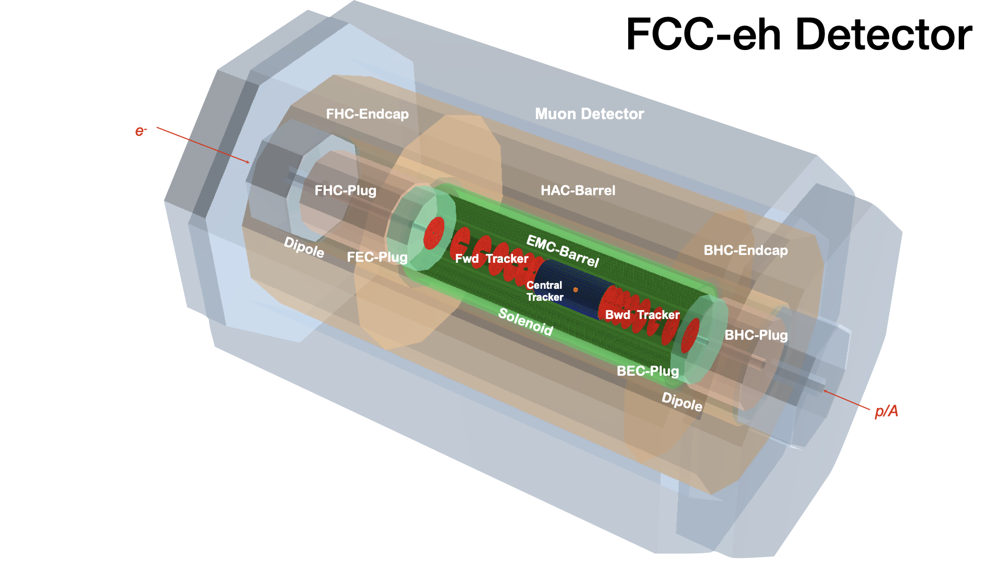 FCC-eh Detector
FHC-Endcap
Muon Detector
e-
FHC-Plug
HAC-Barrel
Dipole
FEC-Plug
Fwd Tracker
EMC-Barrel
BHC-Endcap
Central
Tracker
Solenoid
Bwd Tracker
BHC-Plug
BEC-Plug
Dipole
p/A